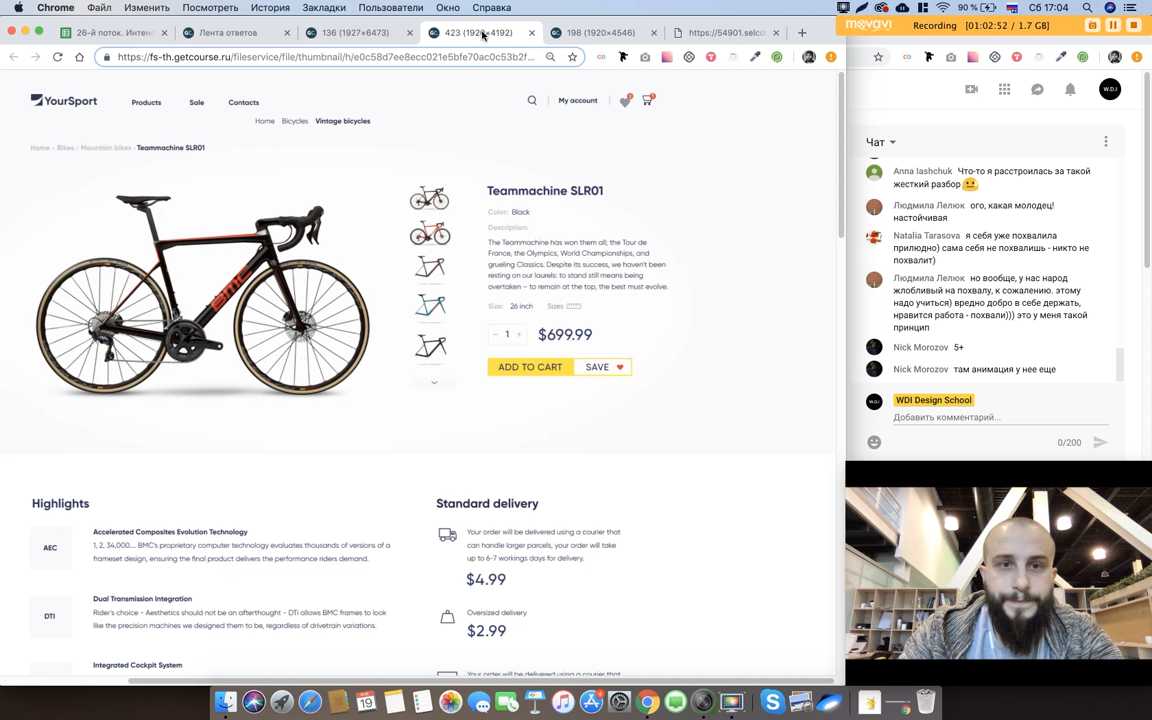 Chrome Файл Изменить Посмотреть История Закладки Пользователи Окно Справка
90 % Сб 17:04
movavi Recording [01:02:52 / 1.7 GB]
26-й поток. Интенс
Лента ответов
136 (1927×6473)
423 (1920×4192)
198 (1920×4546)
https://54901.selcd
https://fs-th.getcourse.ru/fileservice/file/thumbnail/h/e0c58d7ee8ecc021e5bfe70ac0c53b2f...
YourSport
Products Sale Contacts
My account
Home Bicycles Vintage bicycles
Home › Bikes › Mountain bikes › Teammachine SLR01
BMC
Teammachine SLR01
Color: Black
Description:
The Teammachine has won them all; the Tour de
France, the Olympics, World Championships, and
grueling Classics. Despite its success, we haven't been
resting on our laurels: to stand still means being
overtaken – to remain at the top, the best must evolve.
Size: 26 inch Sizes
− 1 + $699.99
ADD TO CART SAVE
Highlights
AEC
Accelerated Composites Evolution Technology
1, 2, 34,000... BMC's proprietary computer technology evaluates thousands of versions of a
frameset design, ensuring the final product delivers the performance riders demand.
DTI
Dual Transmission Integration
Rider's choice - Aesthetics should not be an afterthought - DTi allows BMC frames to look
like the precision machines we designed them to be, regardless of drivetrain variations.
Integrated Cockpit System
Standard delivery
Your order will be delivered using a courier that
can handle larger parcels, your order will take
up to 6-7 workings days for delivery.
$4.99
Oversized delivery
$2.99
Your order will be delivered using a courier that
W.D.I
Чат
Anna Iashchuk Что-то я расстроилась за такой
жесткий разбор
Людмила Лелюк ого, какая молодец!
настойчивая
Natalia Tarasova я себя уже похвалила
прилюдно) сама себя не похвалишь - никто не
похвалит)
Людмила Лелюк но вообще, у нас народ
жлобливый на похвалу, к сожалению. этому
надо учиться) вредно добро в себе держать,
нравится работа - похвали))) это у меня такой
принцип
Nick Morozov 5+
Nick Morozov там анимация у нее еще
W.D.I
WDI Design School
Добавить комментарий...
0/200
19